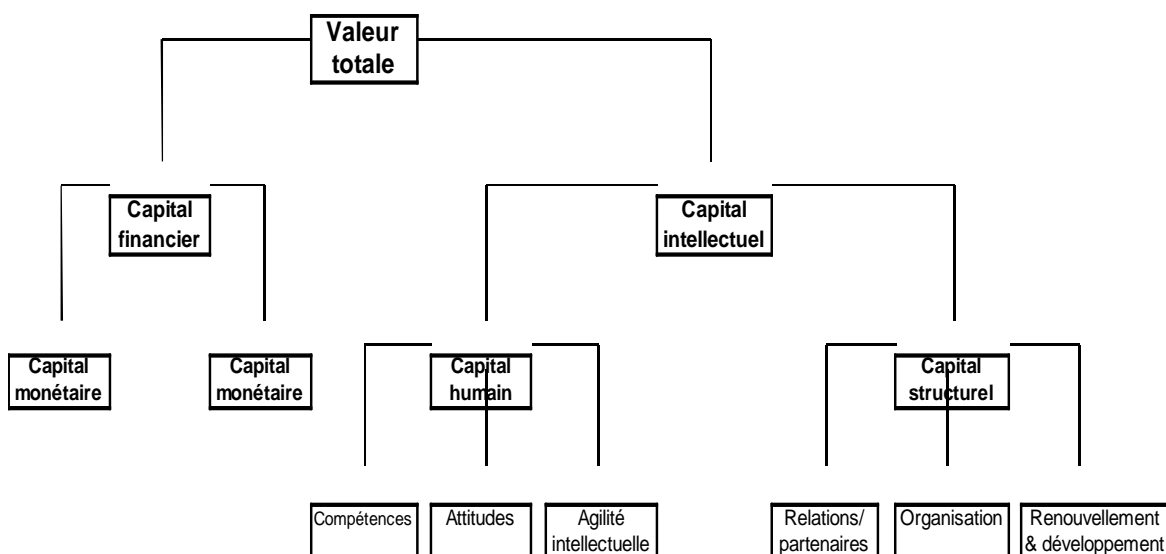 Valeur
totale
Capital
financier
Capital
intellectuel
Capital
monétaire
Capital
monétaire
Capital
humain
Capital
structurel
Compétences
Attitudes
Agilité
intellectuelle
Relations/
partenaires
Organisation
Renouvellement
& développement